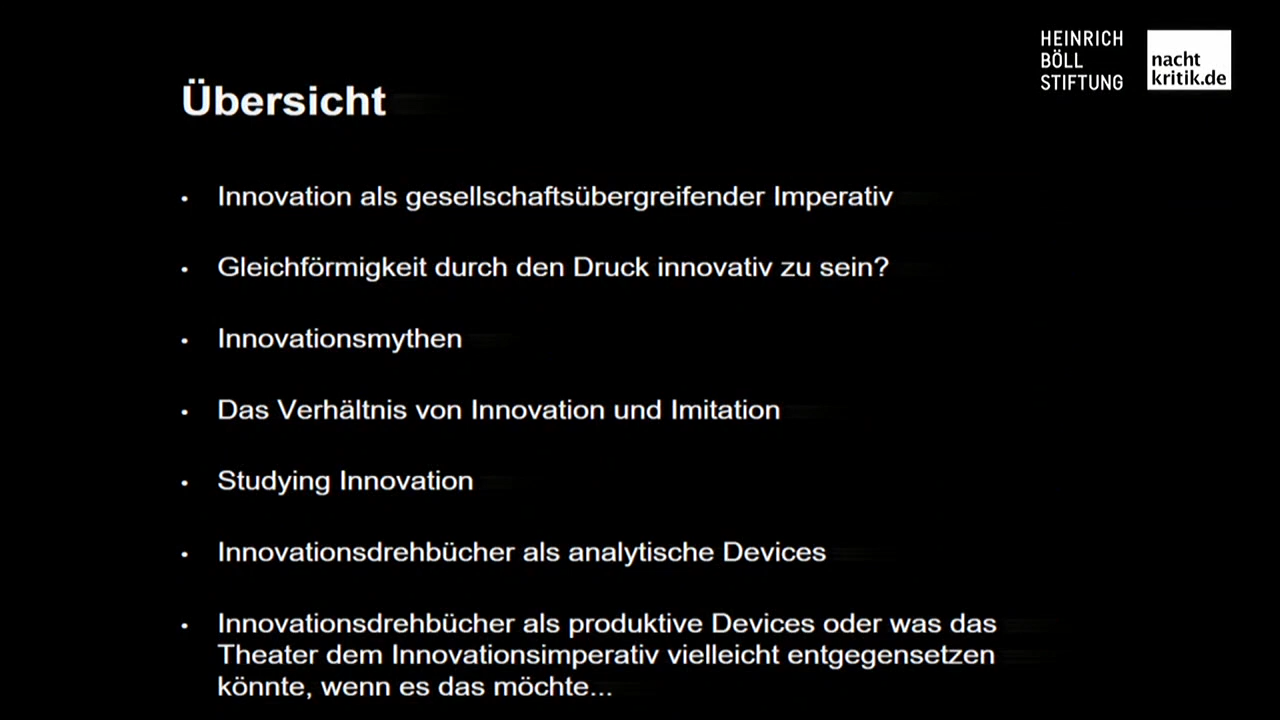 HEINRICH
BÖLL
STIFTUNG
nacht
kritik.de
Übersicht
• Innovation als gesellschaftsübergreifender Imperativ
• Gleichförmigkeit durch den Druck innovativ zu sein?
• Innovationsmythen
• Das Verhältnis von Innovation und Imitation
• Studying Innovation
• Innovationsdrehbücher als analytische Devices
• Innovationsdrehbücher als produktive Devices oder was das
Theater dem Innovationsimperativ vielleicht entgegensetzen
könnte, wenn es das möchte...